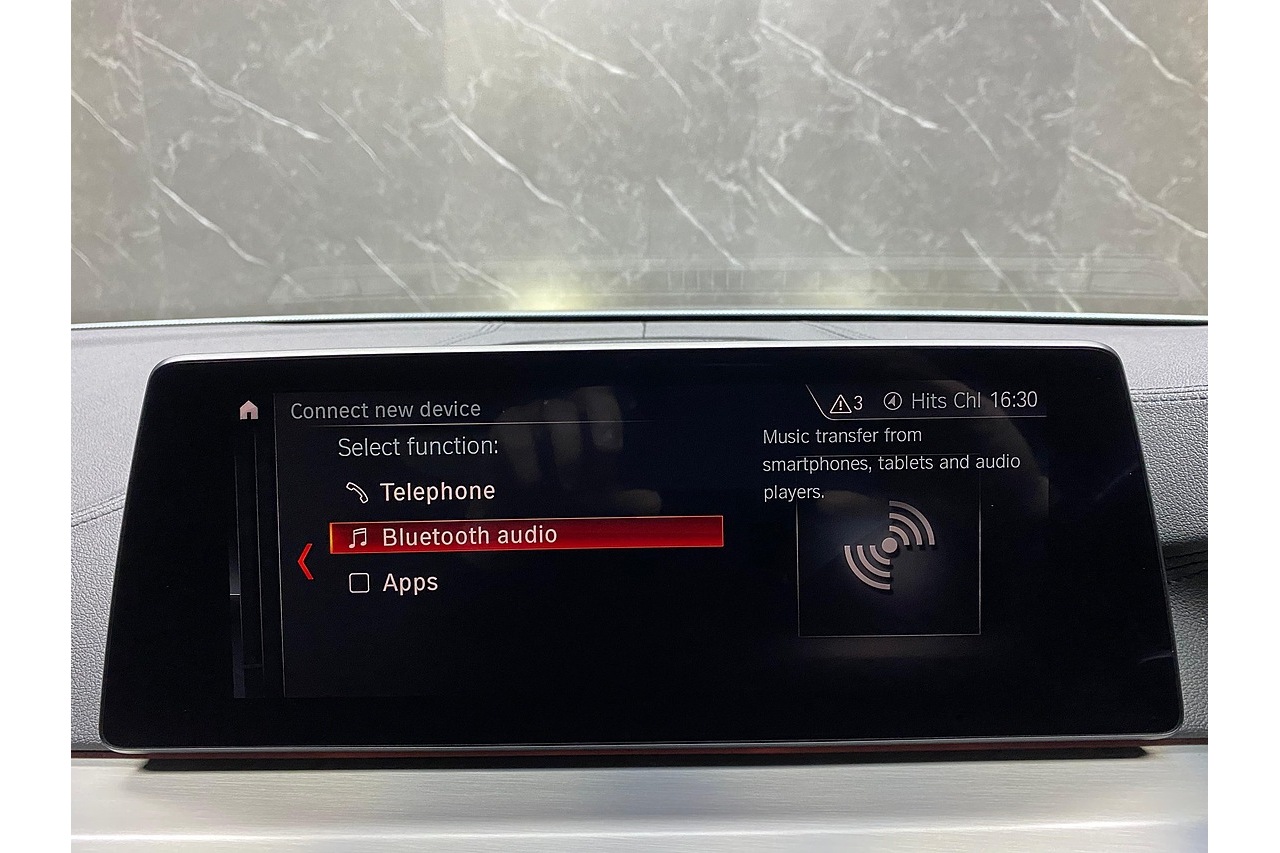 Connect new device
3 Hits Chl 16:30
Select function:
Telephone
Bluetooth audio
Apps
Music transfer from
smartphones, tablets and audio
players.